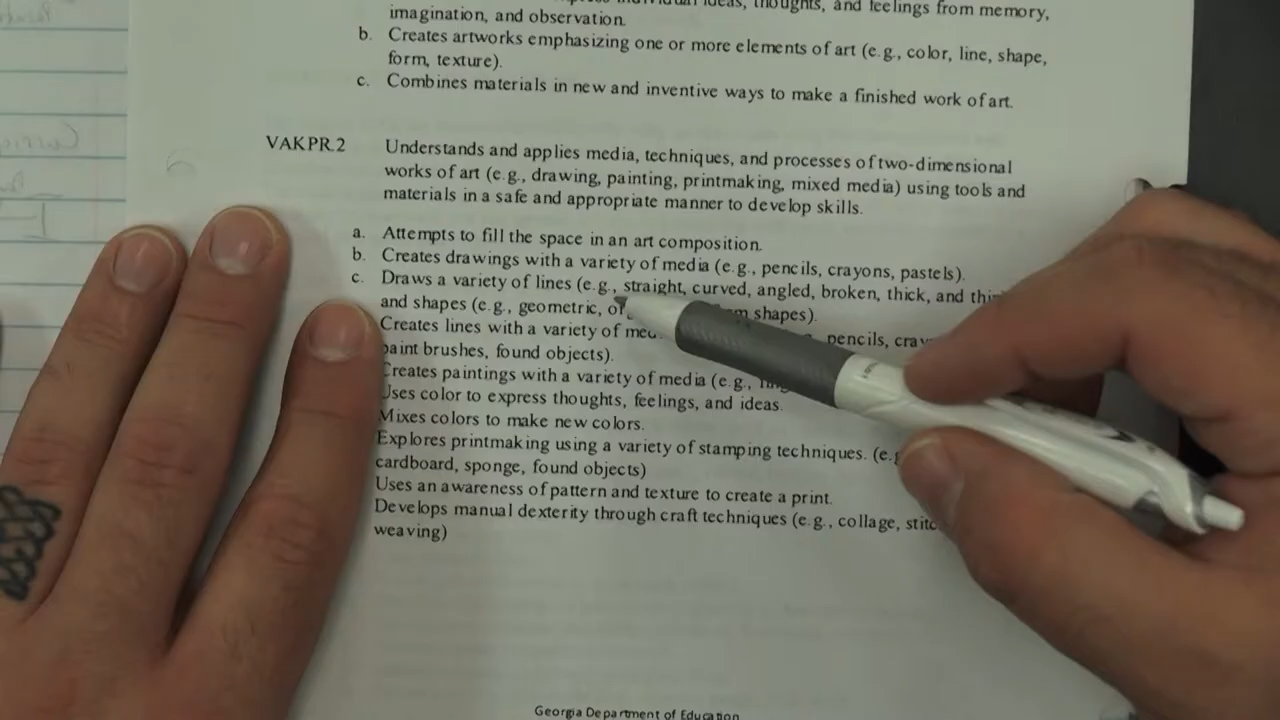 ideas, thoughts, and feelings from memory,
imagination, and observation.
b. Creates artworks emphasizing one or more elements of art (e.g., color, line, shape,
form, texture).
c. Combines materials in new and inventive ways to make a finished work of art.
VAKPR.2 Understands and applies media, techniques, and processes of two-dimensional
works of art (e.g., drawing, painting, printmaking, mixed media) using tools and
materials in a safe and appropriate manner to develop skills.
a. Attempts to fill the space in an art composition.
b. Creates drawings with a variety of media (e.g., pencils, crayons, pastels).
c. Draws a variety of lines (e.g., straight, curved, angled, broken, thick, and
and shapes (e.g., geometric, shapes).
Creates lines with a variety of pencils,
paint brushes, found objects).
Creates paintings with a variety of media (e.g.,
Uses color to express thoughts, feelings, and ideas.
Mixes colors to make new colors.
Explores printmaking using a variety of stamping techniques. (e.g
cardboard, sponge, found objects)
Uses an awareness of pattern and texture to create a print.
Develops manual dexterity through craft techniques (e.g., collage,
weaving)
Georgia Department of Education